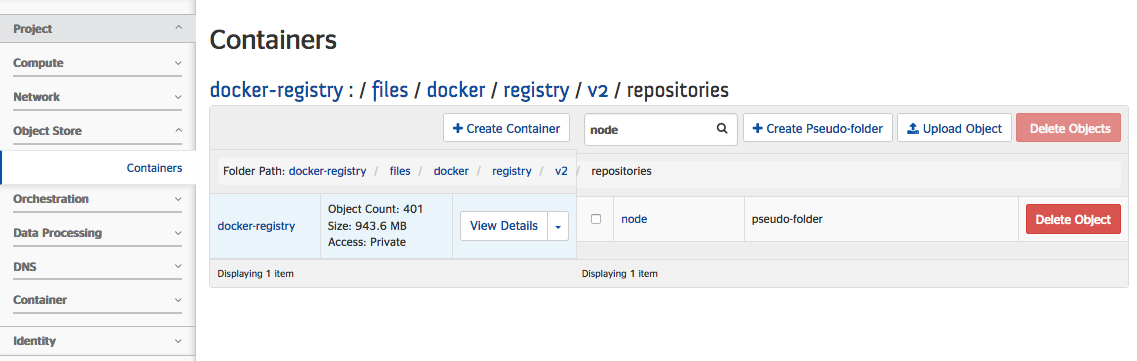 Project
Compute
Network
Object Store
Containers
Orchestration
Data Processing
DNS
Container
Identity
Containers
docker-registry : / files / docker / registry / v2 / repositories
+ Create Container
node
+ Create Pseudo-folder
Upload Object
Delete Objects
Folder Path: docker-registry / files / docker / registry / v2 / repositories
docker-registry
Object Count: 401
Size: 943.6 MB
Access: Private
View Details
node
pseudo-folder
Delete Object
Displaying 1 item
Displaying 1 item